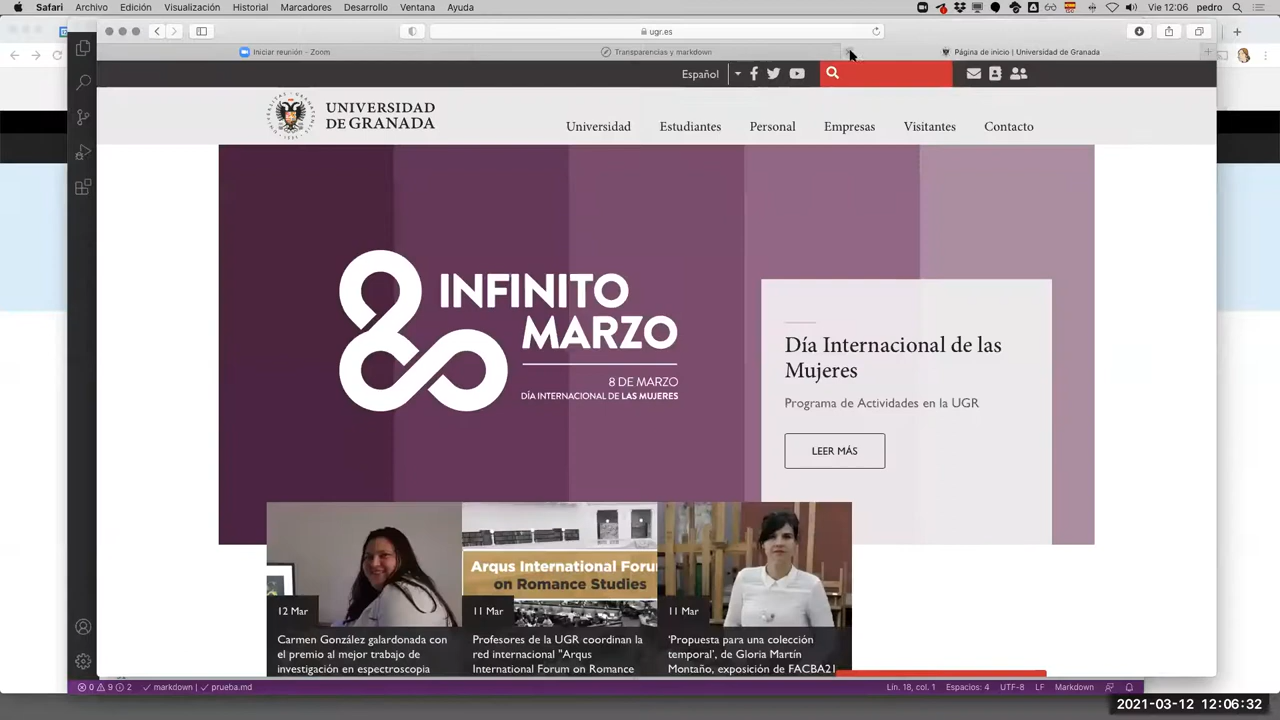 Safari Archivo Edición Visualización Historial Marcadores Desarrollo Ventana Ayuda Vie 12:06 pedro
ugr.es
Iniciar reunión – Zoom Transparencias y markdown Página de inicio | Universidad de Granada
Español
UNIVERSIDAD
DE GRANADA
Universidad Estudiantes Personal Empresas Visitantes Contacto
INFINITO
MARZO
8 DE MARZO
DÍA INTERNACIONAL DE LAS MUJERES
Día Internacional de las
Mujeres
Programa de Actividades en la UGR
LEER MÁS
12 Mar
Carmen González galardonada con
el premio al mejor trabajo de
investigación en espectroscopia
Arqus International Foru
on Romance Studies
11 Mar
Profesores de la UGR coordinan la
red internacional "Arqus
International Forum on Romance
11 Mar
'Propuesta para una colección
temporal', de Gloria Martín
Montaño, exposición de FACBA21
0 9 2 markdown | prueba.md Lín. 18, col. 1 Espacios: 4 UTF-8 LF Markdown
2021-03-12 12:06:32